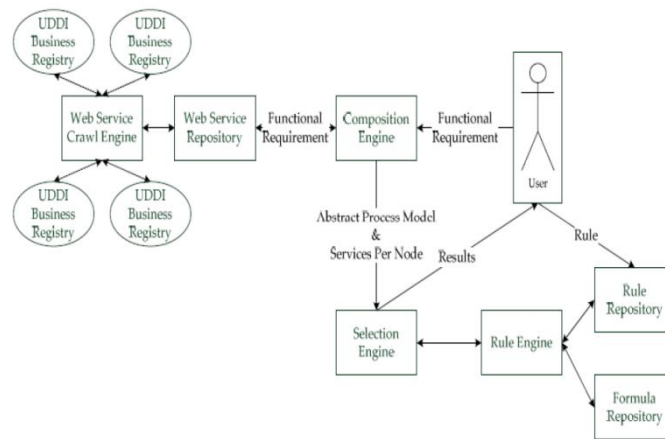 UDDI
Business
Registry
UDDI
Business
Registry
Web Service
Crawl Engine
Web Service
Repository
Functional
Requirement
Composition
Engine
Functional
Requirement
User
UDDI
Business
Registry
UDDI
Business
Registry
Abstract Process Model
&
Services Per Node
Results
Rule
Rule
Repository
Selection
Engine
Rule Engine
Formula
Repository